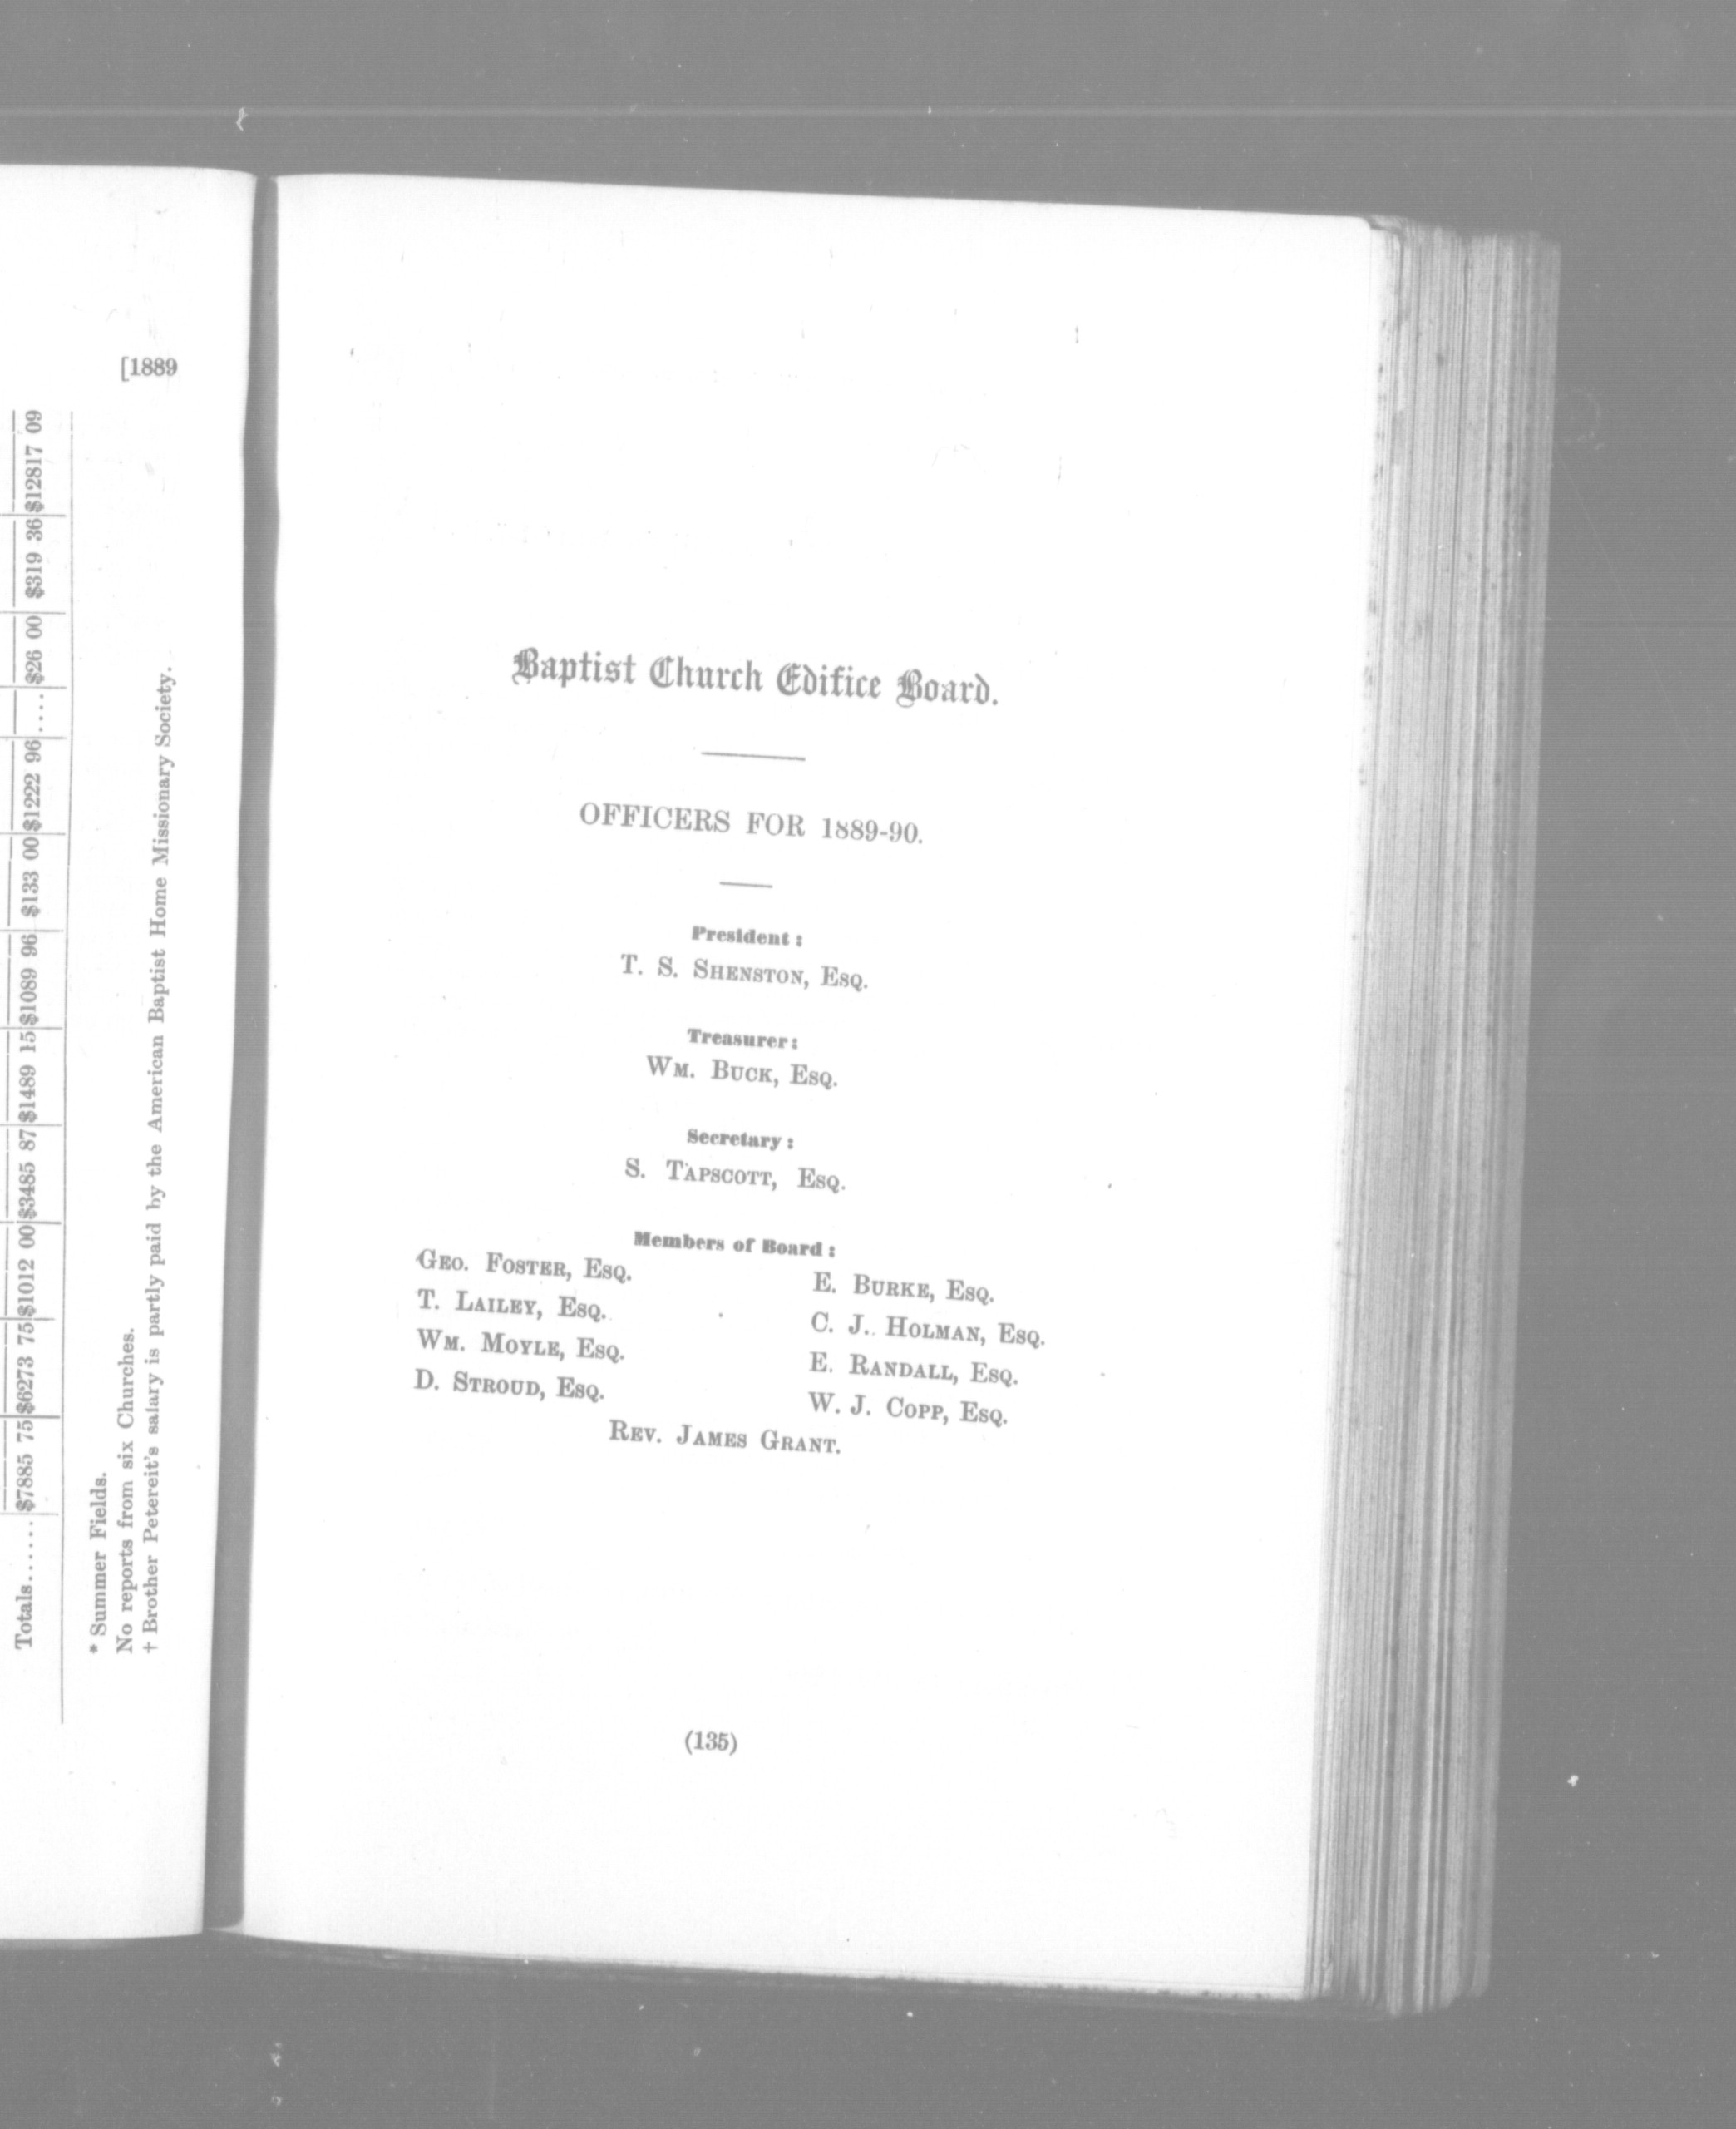 [1889
Totals...... $7885 75 $6273 75 $1012 00 $3485 87 $1489 15 $1089 96 $133 00 $1222 96 .... $26 00 $319 36 $12817 09
* Summer Fields.
No reports from six Churches.
† Brother Petereit's salary is partly paid by the American Baptist Home Missionary Society.
Baptist Church Edifice Board.
OFFICERS FOR 1889-90.
President :
T. S. SHENSTON, ESQ.
Treasurer :
WM. BUCK, ESQ.
Secretary :
S. TAPSCOTT, ESQ.
Members of Board :
GEO. FOSTER, ESQ.
T. LAILEY, ESQ.
WM. MOYLE, ESQ.
D. STROUD, ESQ.
E. BURKE, ESQ.
C. J. HOLMAN, ESQ.
E. RANDALL, ESQ.
W. J. COPP, ESQ.
REV. JAMES GRANT.
(135)